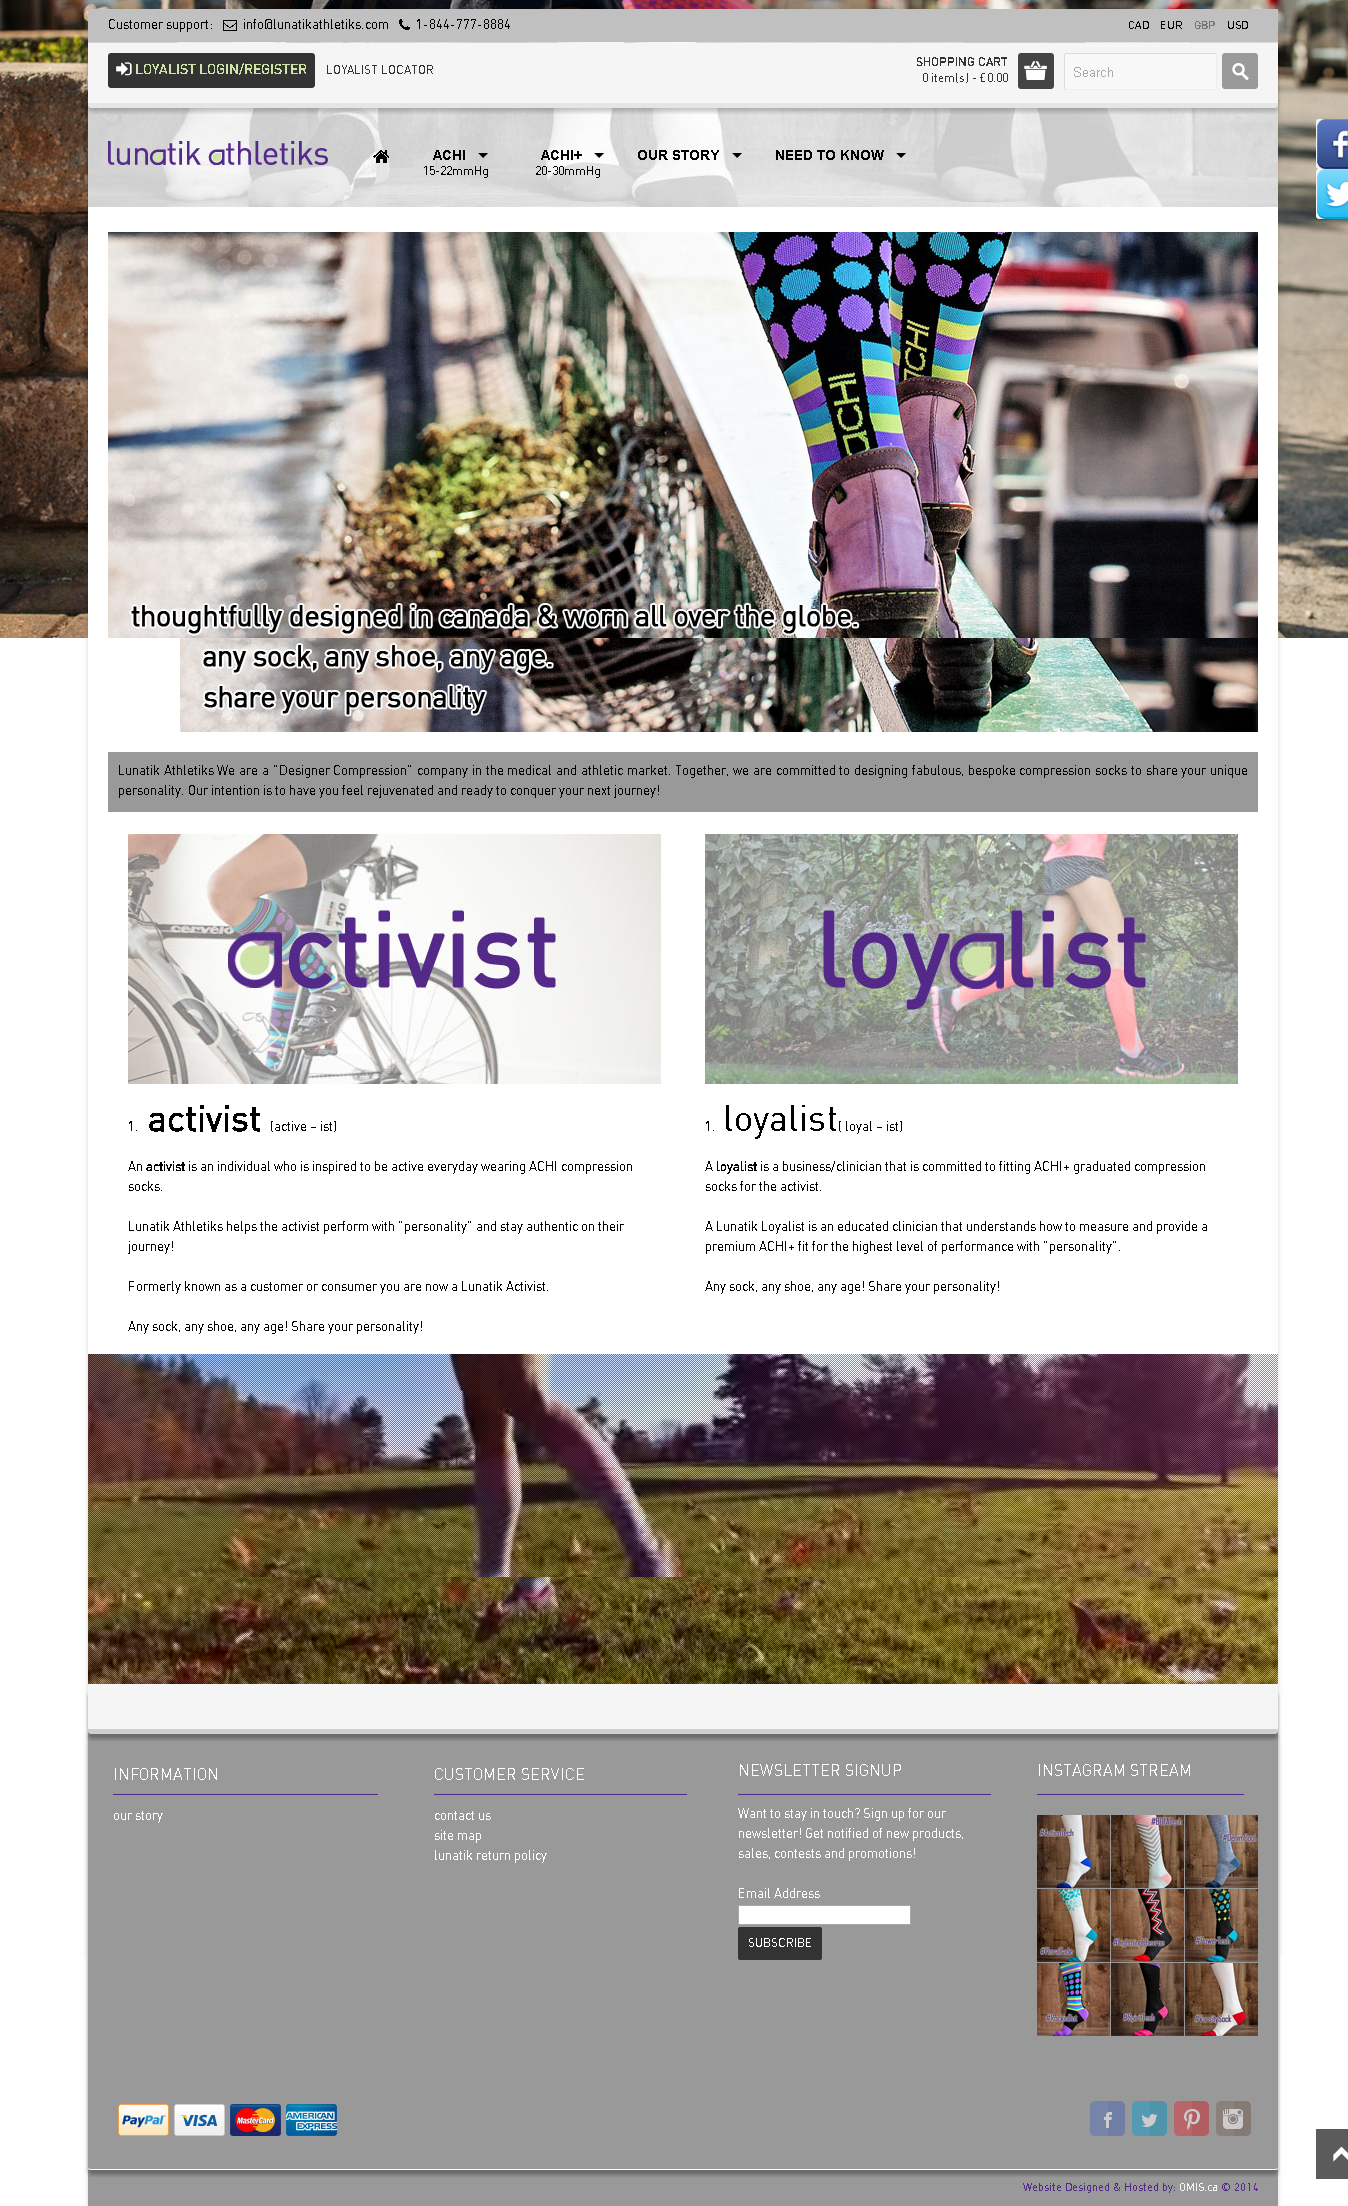 Customer support: info@lunatikathletiks.com 1-844-777-8884
CAD EUR GBP USD
LOYALIST LOGIN/REGISTER LOYALIST LOCATOR
SHOPPING CART
0 item(s) - £0.00
Search
lunatik athletiks
ACHI
15-22mmHg
ACHI+
20-30mmHg
OUR STORY
NEED TO KNOW
ACHI
ACHI
thoughtfully designed in canada & worn all over the globe.
any sock, any shoe, any age.
share your personality
Lunatik Athletiks We are a "Designer Compression" company in the medical and athletic market. Together, we are committed to designing fabulous, bespoke compression socks to share your unique
personality. Our intention is to have you feel rejuvenated and ready to conquer your next journey!
cervélo
activist
1. activist (active – ist)
An activist is an individual who is inspired to be active everyday wearing ACHI compression
socks.
Lunatik Athletiks helps the activist perform with "personality" and stay authentic on their
journey!
Formerly known as a customer or consumer you are now a Lunatik Activist.
Any sock, any shoe, any age! Share your personality!
loyalist
1. loyalist( loyal – ist)
A loyalist is a business/clinician that is committed to fitting ACHI+ graduated compression
socks for the activist.
A Lunatik Loyalist is an educated clinician that understands how to measure and provide a
premium ACHI+ fit for the highest level of performance with "personality".
Any sock, any shoe, any age! Share your personality!
INFORMATION
our story
CUSTOMER SERVICE
contact us
site map
lunatik return policy
NEWSLETTER SIGNUP
Want to stay in touch? Sign up for our
newsletter! Get notified of new products,
sales, contests and promotions!
Email Address
SUBSCRIBE
INSTAGRAM STREAM
PayPal VISA MasterCard AMERICAN EXPRESS
Website Designed & Hosted by: OMIS.ca © 2014